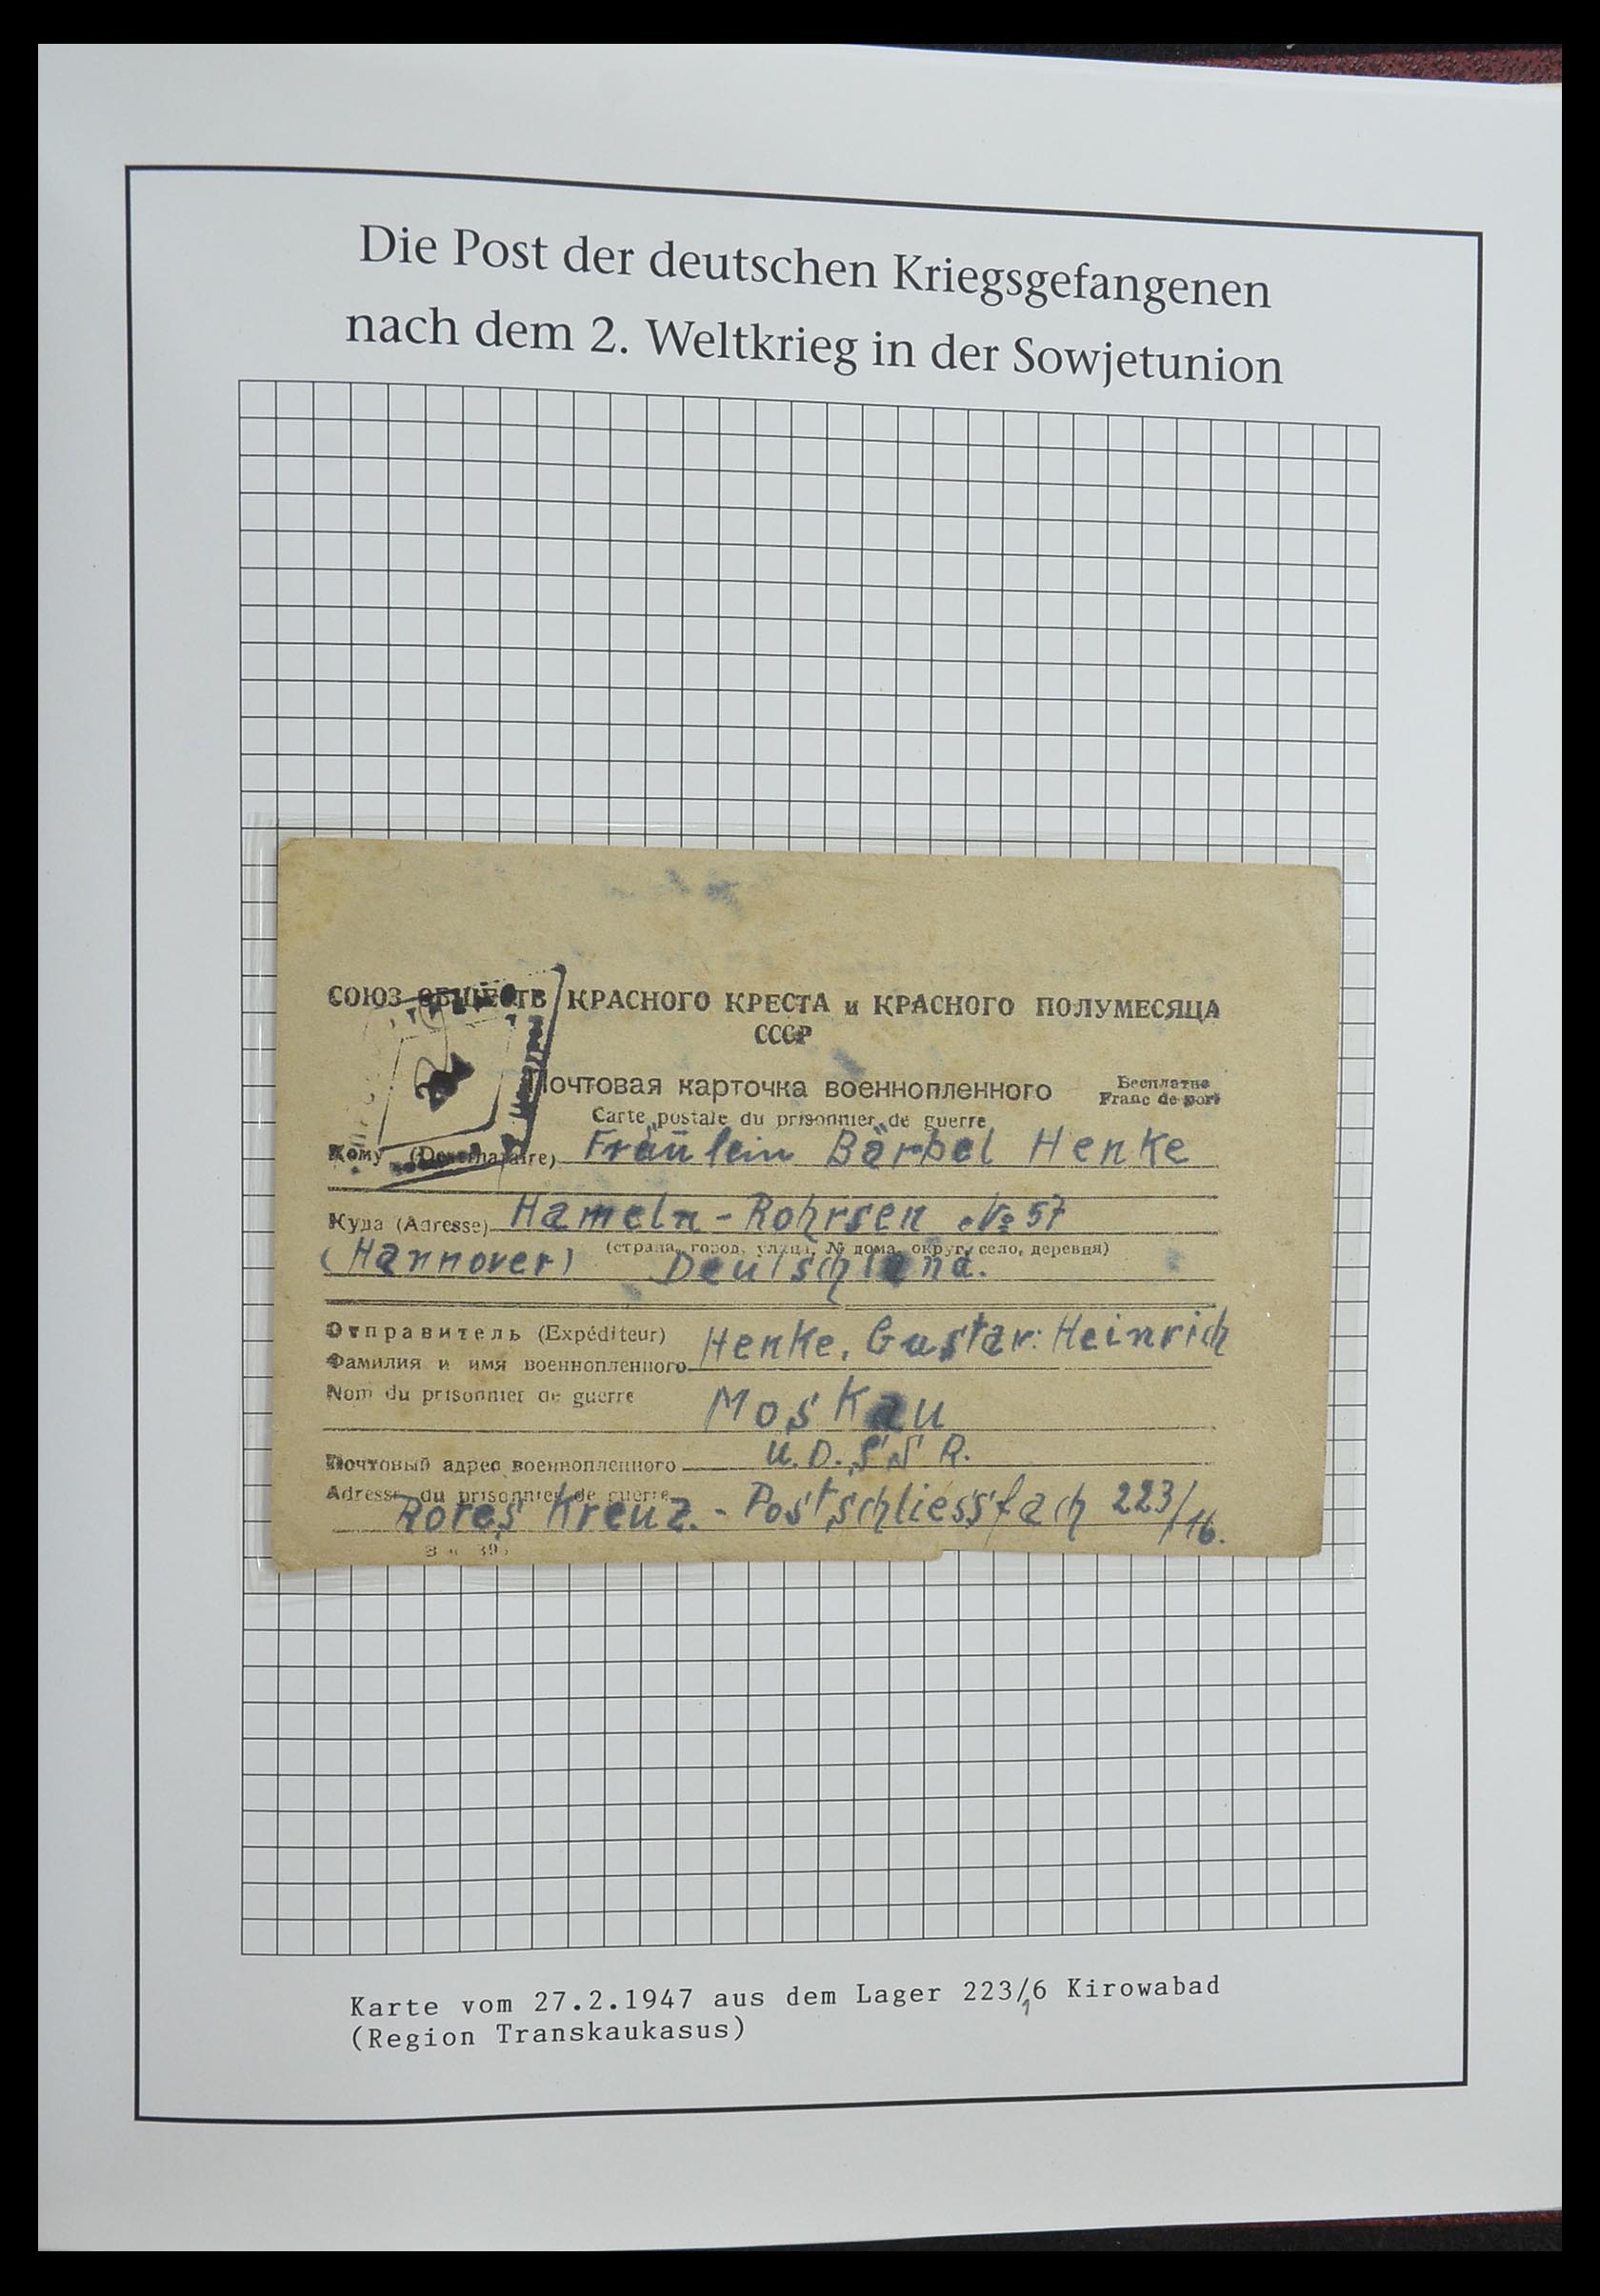 Die Post der deutschen Kriegsgefangenen
nach dem 2. Weltkrieg in der Sowjetunion
СОЮЗ ОБЩЕСТВ КРАСНОГО КРЕСТА и КРАСНОГО ПОЛУМЕСЯЦА
СССР
Почтовая карточка военнопленного
Бесплатно
Franc de port
Carte postale du prisonnier de guerre
Кому (Destinataire) Fräulein Bärbel Henke
Куда (Adresse) Hameln - Rohrsen № 57
(страна, город, улица, № дома, округ, село, деревня)
(Hannover) Deutschland.
Отправитель (Expéditeur)
Фамилия и имя военнопленного Henke, Gustav: Heinrich
Nom du prisonnier de guerre
Moskau
Почтовый адрес военнопленного U.D.S.S.R.
Adresse du prisonnier de guerre
Rotes Kreuz. - Postschliessfach 223/16.
Karte vom 27.2.1947 aus dem Lager 223/16 Kirowabad
(Region Transkaukasus)